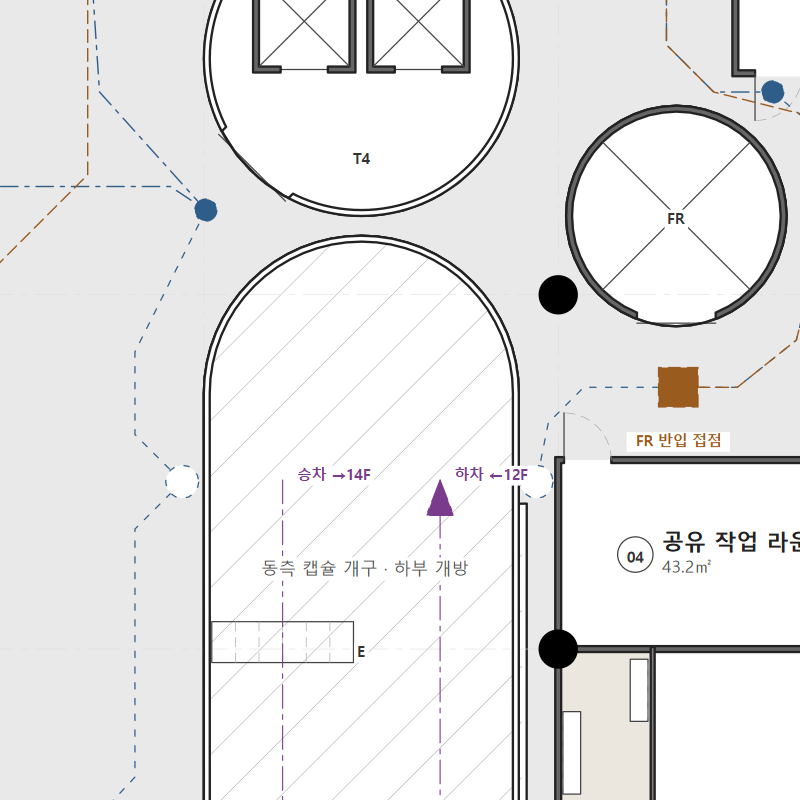 T4
FR
FR 반입 접점
승차 →14F
하차 ←12F
04
공유 작업 라운
43.2㎡
동측 캡슐 개구 · 하부 개방
E